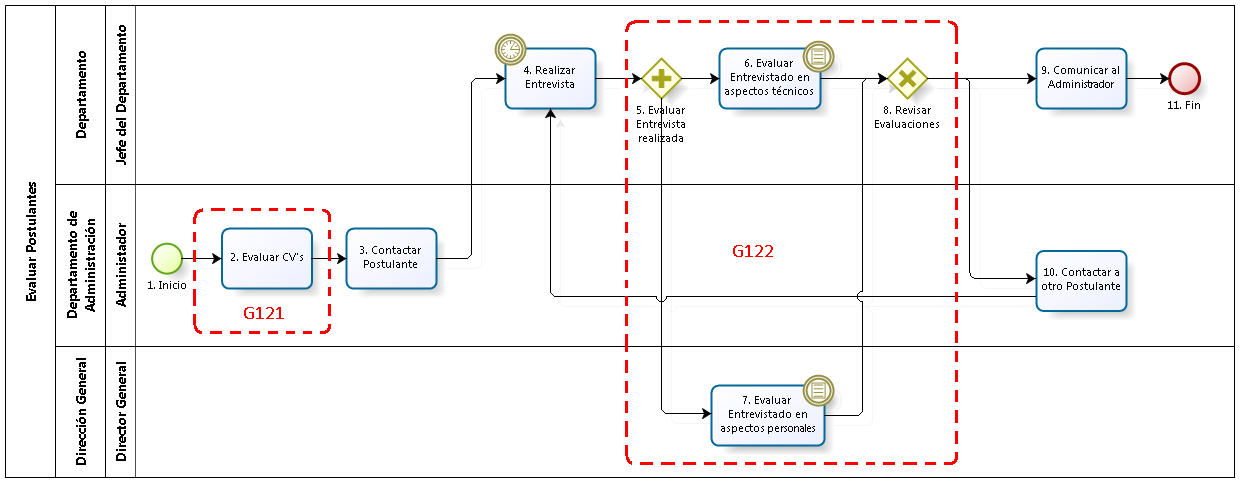 Evaluar Postulantes
Departamento
Jefe del Departamento
4. Realizar
Entrevista
5. Evaluar
Entrevista
realizada
6. Evaluar
Entrevistado en
aspectos técnicos
8. Revisar
Evaluaciones
9. Comunicar al
Administrador
11. Fin
Departamento de
Administración
Administador
1. Inicio
2. Evaluar CV's
G121
3. Contactar
Postulante
G122
10. Contactar a
otro Postulante
Dirección General
Director General
7. Evaluar
Entrevistado en
aspectos personales